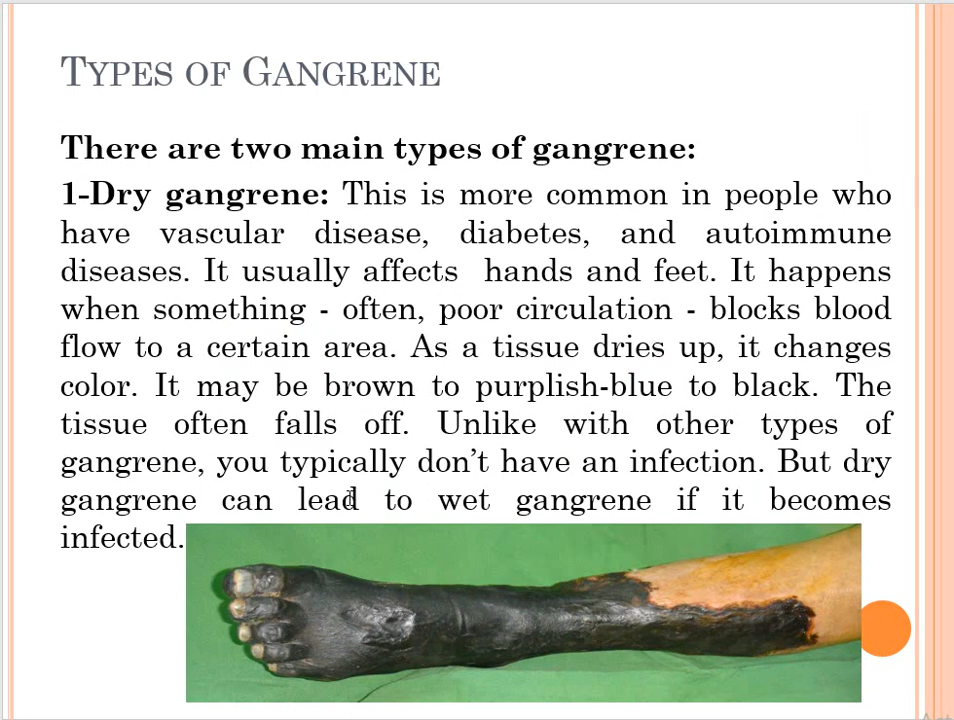 TYPES OF GANGRENE
There are two main types of gangrene:
1-Dry gangrene: This is more common in people who
have vascular disease, diabetes, and autoimmune
diseases. It usually affects hands and feet. It happens
when something - often, poor circulation - blocks blood
flow to a certain area. As a tissue dries up, it changes
color. It may be brown to purplish-blue to black. The
tissue often falls off. Unlike with other types of
gangrene, you typically don't have an infection. But dry
gangrene can lead to wet gangrene if it becomes
infected.